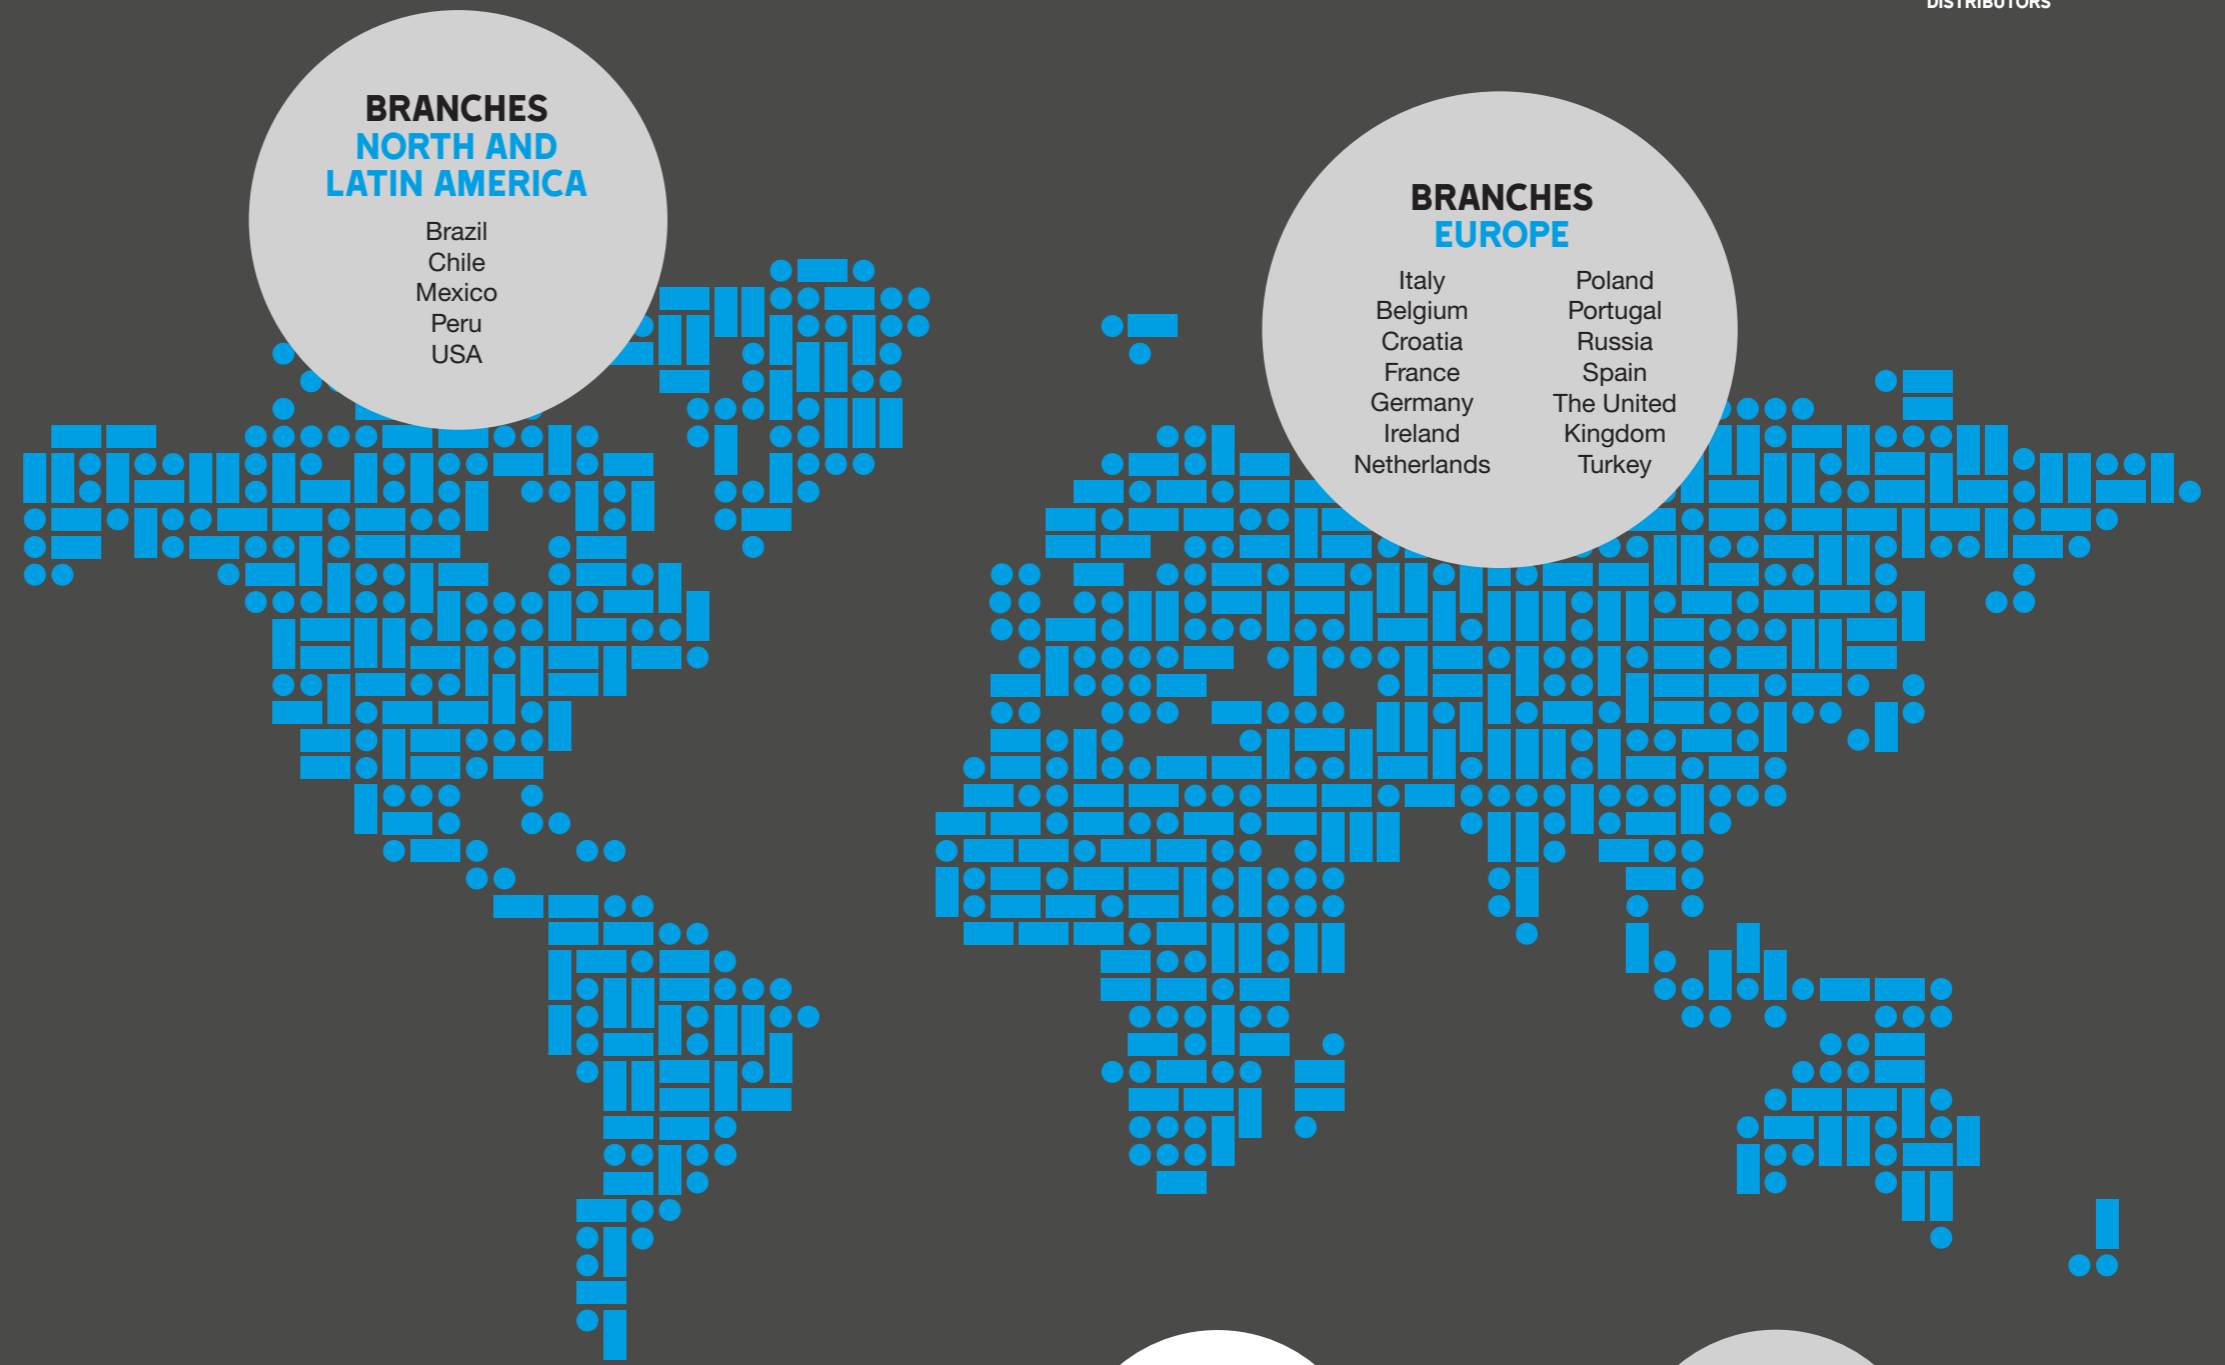 DISTRIBUTORS
BRANCHES
NORTH AND
LATIN AMERICA
Brazil
Chile
Mexico
Peru
USA
BRANCHES
EUROPE
Italy
Belgium
Croatia
France
Germany
Ireland
Netherlands
Poland
Portugal
Russia
Spain
The United
Kingdom
Turkey